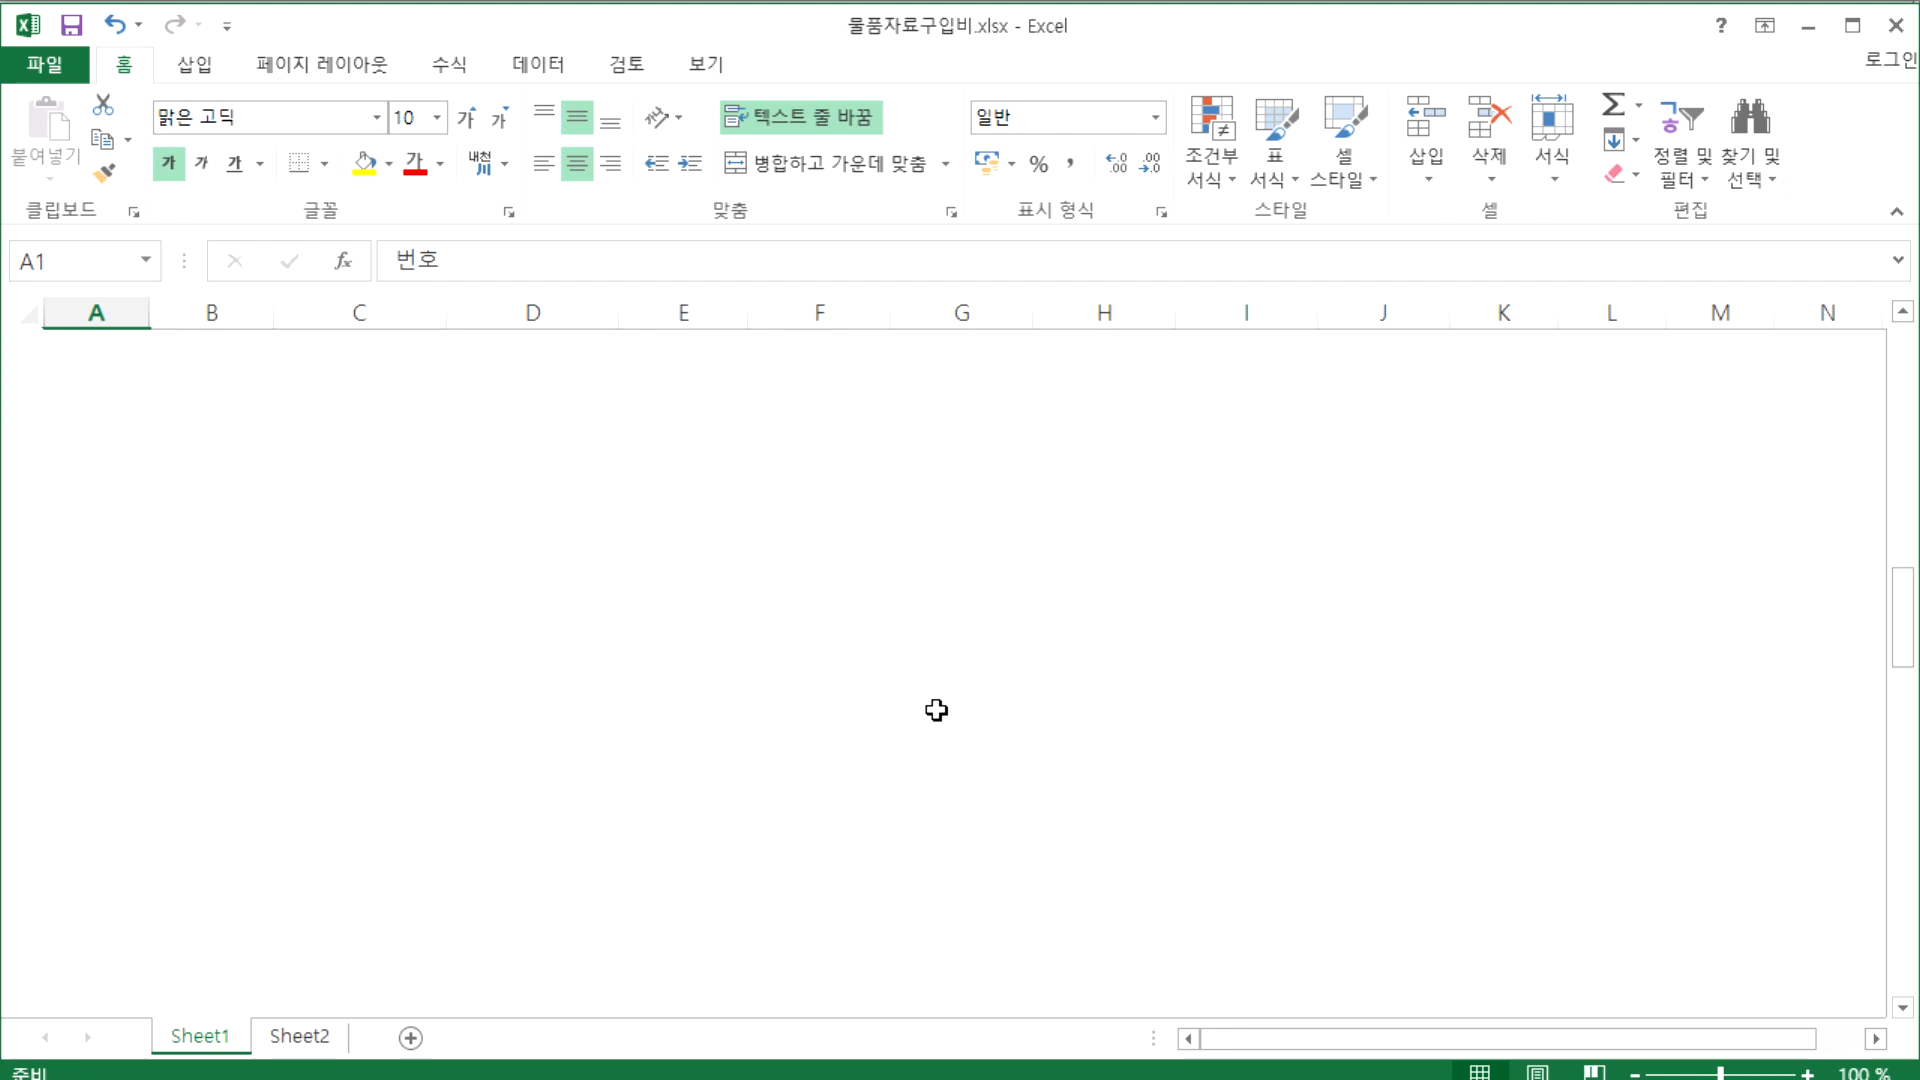 물품자료구입비.xlsx - Excel
?
파일 홈 삽입 페이지 레이아웃 수식 데이터 검토 보기 로그인
붙여넣기
맑은 고딕 10 가 가
텍스트 줄 바꿈
일반
가 가 가 가 내천 川
병합하고 가운데 맞춤
% ,
조건부 서식
표 서식
셀 스타일
삽입 삭제 서식
정렬 및 필터
찾기 및 선택
클립보드 글꼴 맞춤 표시 형식 스타일 셀 편집
A1 fx 번호
A B C D E F G H I J K L M N
Sheet1 Sheet2
준비 100 %